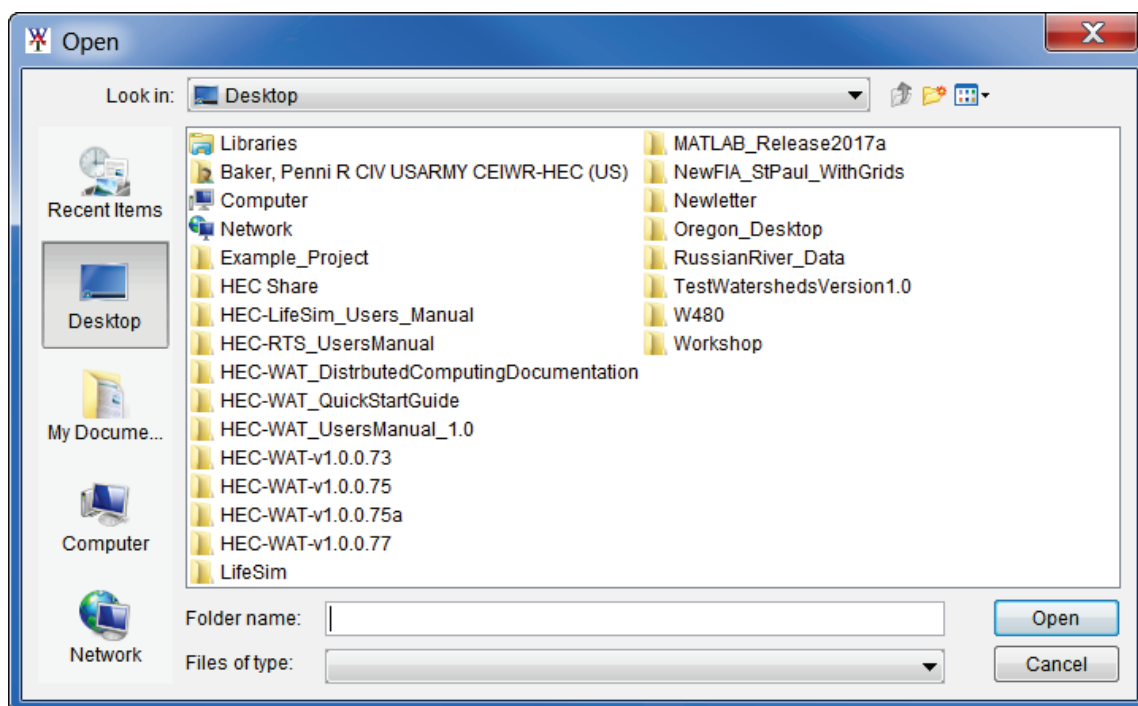 Open
Look in:
Desktop
Recent Items
Desktop
My Docume...
Computer
Network
Libraries
Baker, Penni R CIV USARMY CEIWR-HEC (US)
Computer
Network
Example_Project
HEC Share
HEC-LifeSim_Users_Manual
HEC-RTS_UsersManual
HEC-WAT_DistrbutedComputingDocumentation
HEC-WAT_QuickStartGuide
HEC-WAT_UsersManual_1.0
HEC-WAT-v1.0.0.73
HEC-WAT-v1.0.0.75
HEC-WAT-v1.0.0.75a
HEC-WAT-v1.0.0.77
LifeSim
MATLAB_Release2017a
NewFIA_StPaul_WithGrids
Newletter
Oregon_Desktop
RussianRiver_Data
TestWatershedsVersion1.0
W480
Workshop
Folder name:
Open
Files of type:
Cancel